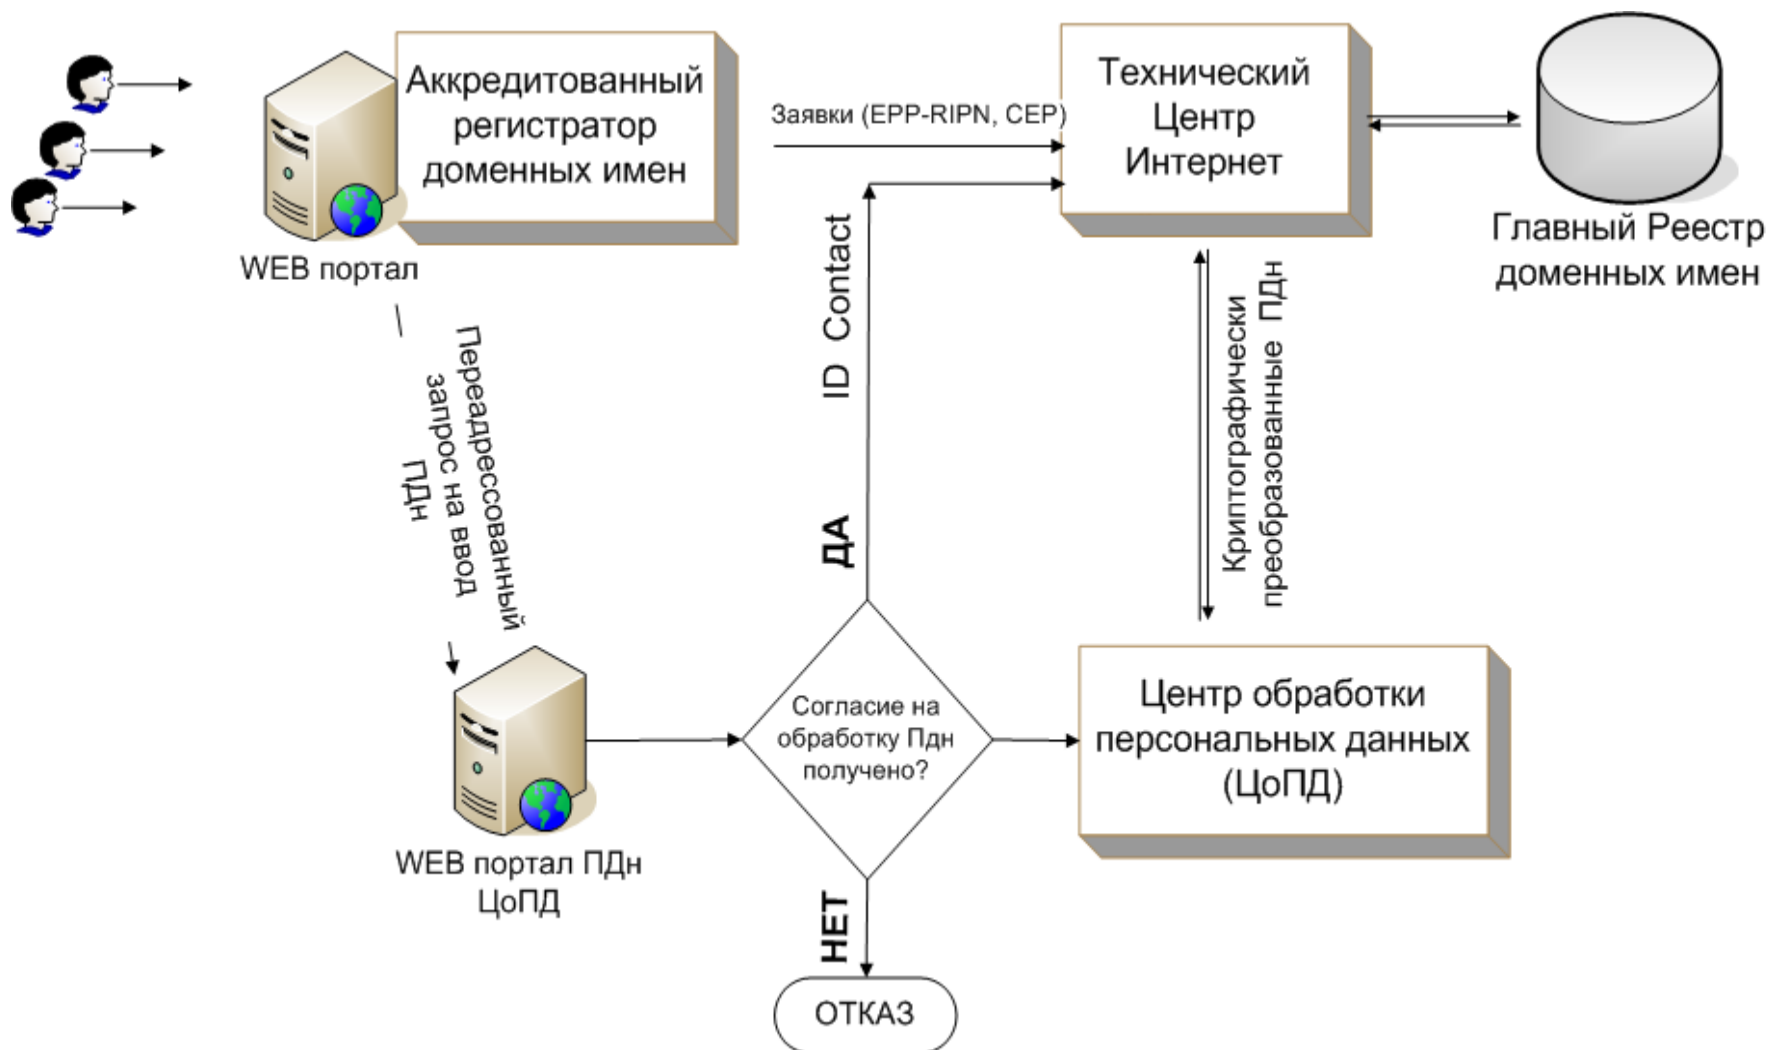 Аккредитованный
регистратор
доменных имен
WEB портал
Заявки (EPP-RIPN, CEP)
Технический
Центр
Интернет
Главный Реестр
доменных имен
Переадресованный
запрос на ввод
ПДн
ID Contact
ДА
Криптографически
преобразованные ПДн
WEB портал ПДн
ЦоПД
Согласие на
обработку Пдн
получено?
Центр обработки
персональных данных
(ЦоПД)
НЕТ
ОТКАЗ